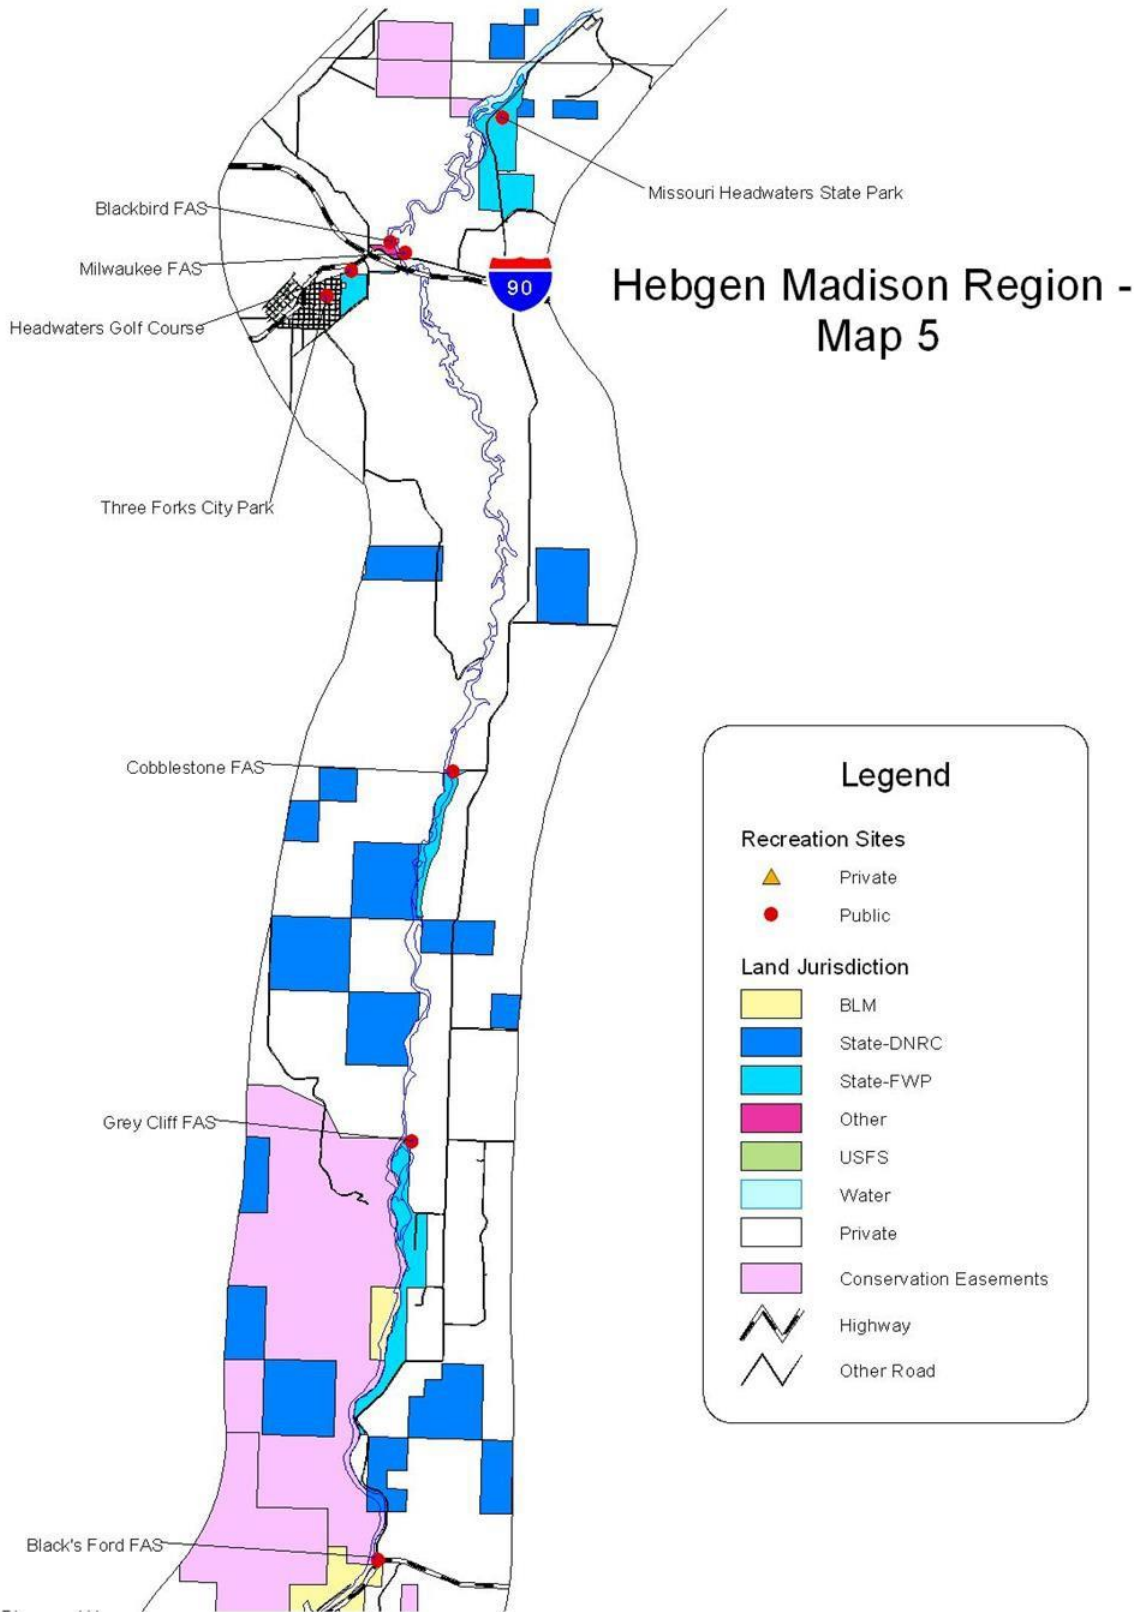 Missouri Headwaters State Park
Blackbird FAS
Milwaukee FAS
90
Hebgen Madison Region -
Map 5
Headwaters Golf Course
Three Forks City Park
Cobblestone FAS
Legend
Recreation Sites
Private
Public
Land Jurisdiction
BLM
State-DNRC
State-FWP
Other
USFS
Water
Private
Conservation Easements
Highway
Other Road
Grey Cliff FAS
Black's Ford FAS